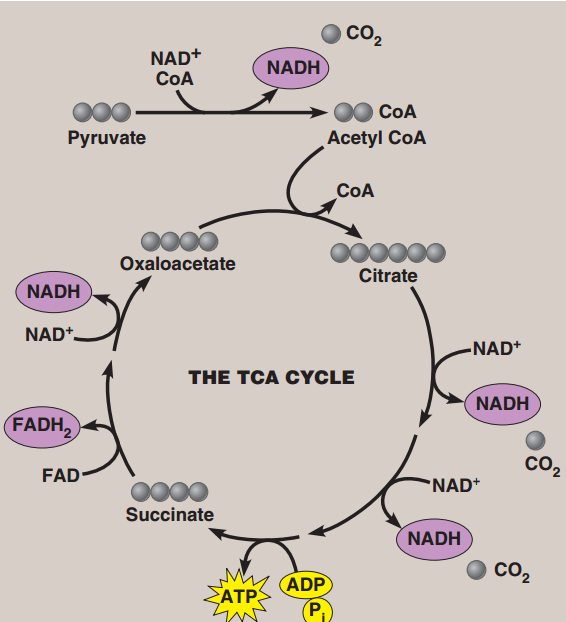 CO2
NAD+
CoA
NADH
CoA
Pyruvate
Acetyl CoA
CoA
Oxaloacetate
Citrate
NADH
NAD+
NAD+
THE TCA CYCLE
NADH
FADH2
CO2
FAD
NAD+
Succinate
NADH
CO2
ATP
ADP
Pi